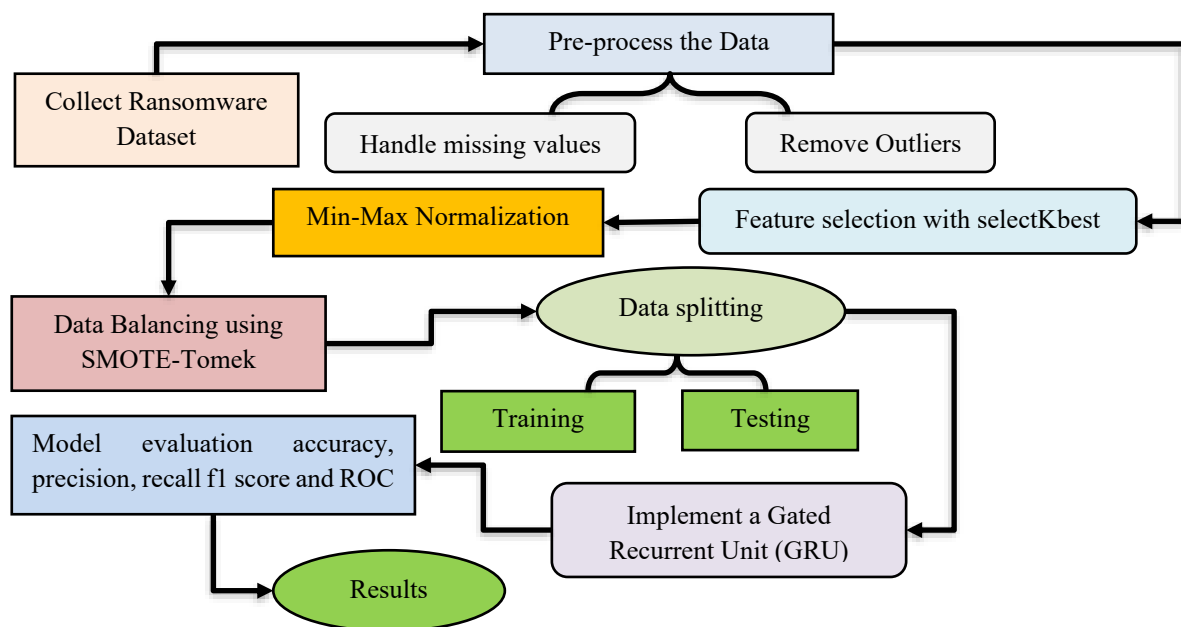 Pre-process the Data
Collect Ransomware
Dataset
Handle missing values
Remove Outliers
Min-Max Normalization
Feature selection with selectKbest
Data Balancing using
SMOTE-Tomek
Data splitting
Training
Testing
Model evaluation accuracy,
precision, recall f1 score and ROC
Implement a Gated
Recurrent Unit (GRU)
Results